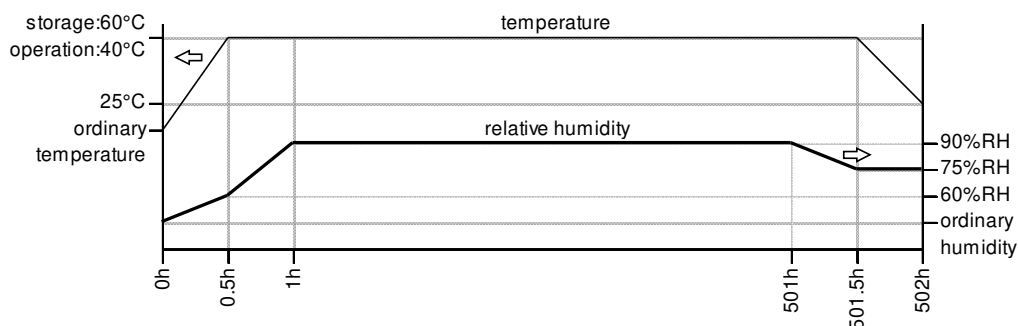 storage:60°C
operation:40°C
temperature
25°C
ordinary
temperature
relative humidity
90%RH
75%RH
60%RH
ordinary
humidity
0h
0.5h
1h
501h
501.5h
502h